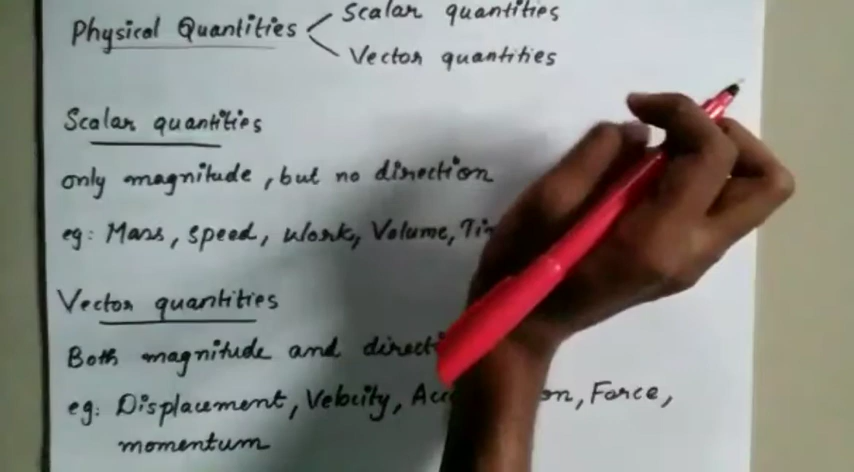 Physical Quantities
Scalar quantities
Vector quantities
Scalar quantities
only magnitude, but no direction
eg: Mass, Speed, Work, Volume,
Vector quantities
Both magnitude and
eg: Displacement, Velocity, Force,
momentum